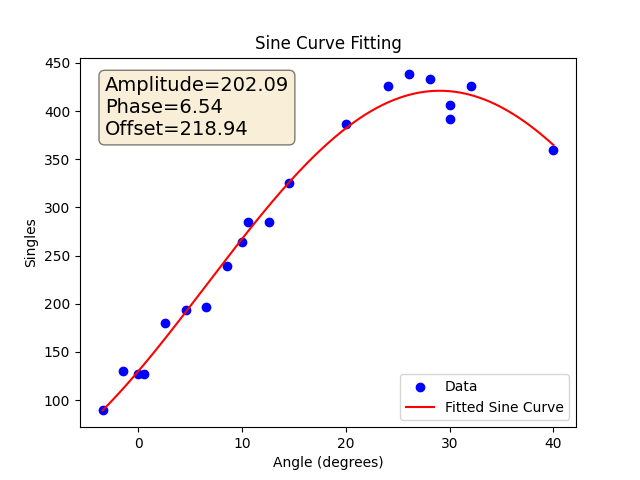 Sine Curve Fitting
Amplitude=202.09
Phase=6.54
Offset=218.94
450
400
350
300
250
200
150
100
Singles
0 10 20 30 40
Angle (degrees)
Data
Fitted Sine Curve